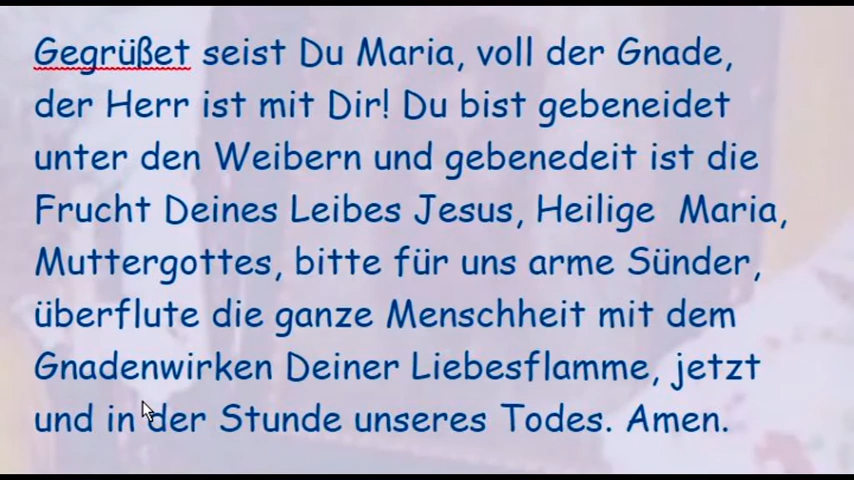 Gegrüßet seist Du Maria, voll der Gnade,
der Herr ist mit Dir! Du bist gebeneidet
unter den Weibern und gebenedeit ist die
Frucht Deines Leibes Jesus, Heilige Maria,
Muttergottes, bitte für uns arme Sünder,
überflute die ganze Menschheit mit dem
Gnadenwirken Deiner Liebesflamme, jetzt
und in der Stunde unseres Todes. Amen.